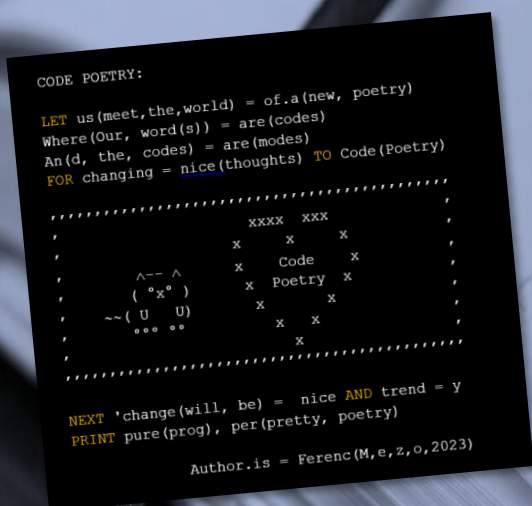 CODE POETRY:
LET us(meet,the,world) = of.a(new, poetry)
Where(Our, word(s)) = are(codes)
An(d, the, codes) = are(modes)
FOR changing = nice(thoughts) TO Code(Poetry)
,,,,,,,,,,,,,,,,,,,,,,,,,,,,,,,,,,,,,,,,,,,,,
, xxxx xxx ,
, x x x ,
, ^-- ^ x Code x ,
, ( °x° ) x Poetry x ,
, ~~( U U) x x ,
, °°° °° x x ,
, x ,
,,,,,,,,,,,,,,,,,,,,,,,,,,,,,,,,,,,,,,,,,,,,,
NEXT 'change(will, be) = nice AND trend = y
PRINT pure(prog), per(pretty, poetry)
Author.is = Ferenc(M,e,z,o,2023)